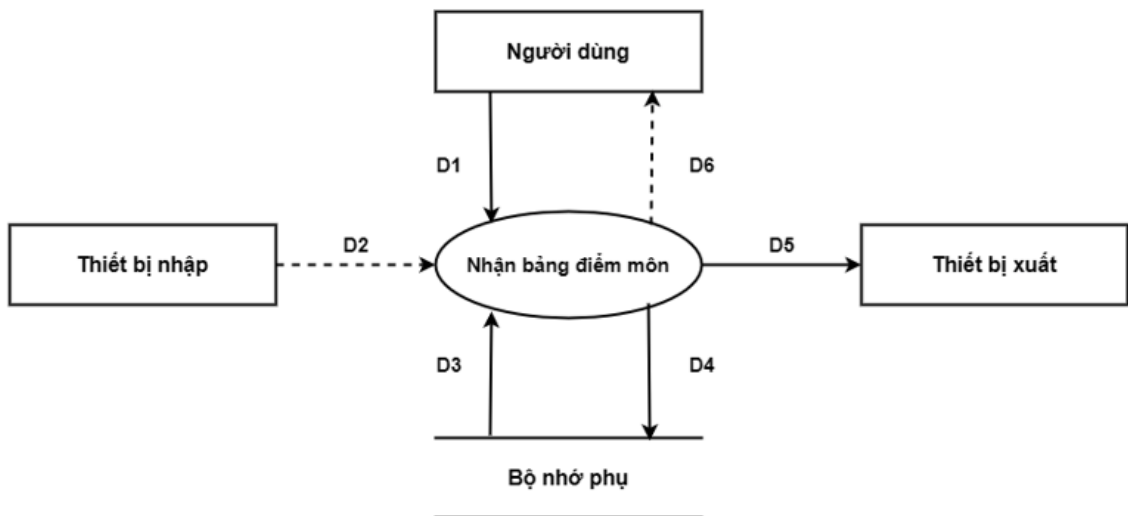 Người dùng
D1
D6
Thiết bị nhập
D2
Nhận bảng điểm môn
D5
Thiết bị xuất
D3
D4
Bộ nhớ phụ